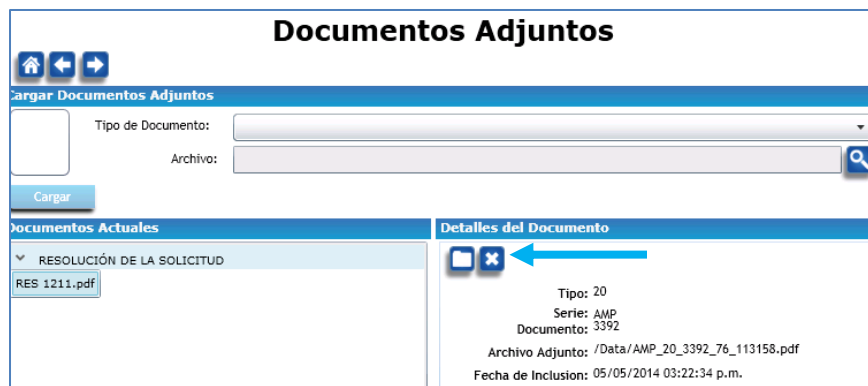 Documentos Adjuntos
Cargar Documentos Adjuntos
Tipo de Documento:
Archivo:
Cargar
Documentos Actuales
RESOLUCIÓN DE LA SOLICITUD
RES 1211.pdf
Detalles del Documento
Tipo: 20
Serie: AMP
Documento: 3392
Archivo Adjunto: /Data/AMP_20_3392_76_113158.pdf
Fecha de Inclusion: 05/05/2014 03:22:34 p.m.